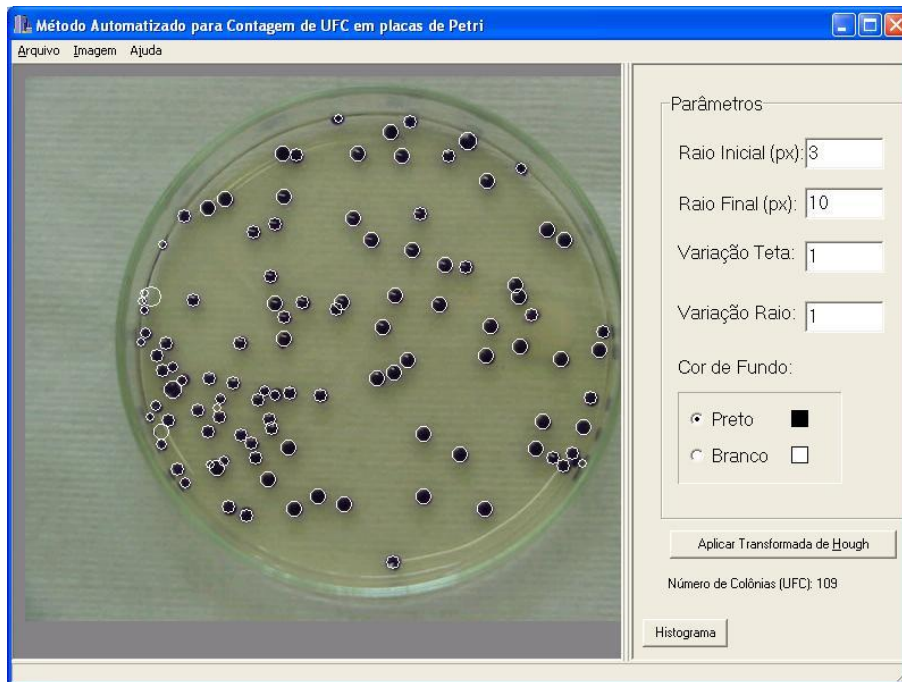 Método Automatizado para Contagem de UFC em placas de Petri
Arquivo Imagem Ajuda
Parâmetros
Raio Inicial (px): 3
Raio Final (px): 10
Variação Teta: 1
Variação Raio: 1
Cor de Fundo:
Preto
Branco
Aplicar Transformada de Hough
Número de Colônias (UFC): 109
Histograma